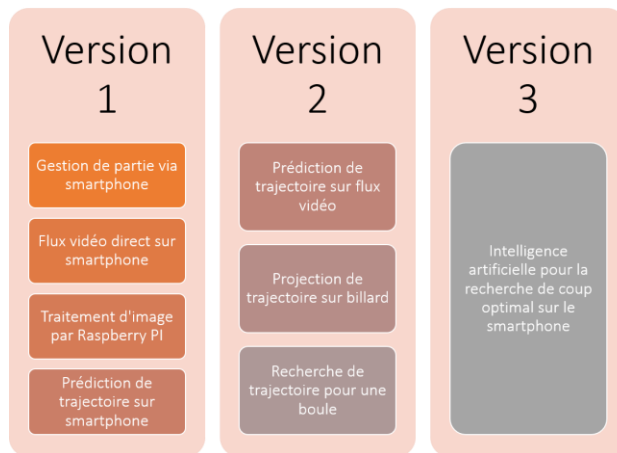 Version
1
Gestion de partie via
smartphone
Flux vidéo direct sur
smartphone
Traitement d'image
par Raspberry PI
Prédiction de
trajectoire sur
smartphone
Version
2
Prédiction de
trajectoire sur flux
vidéo
Projection de
trajectoire sur billard
Recherche de
trajectoire pour une
boule
Version
3
Intelligence
artificielle pour la
recherche de coup
optimal sur le
smartphone